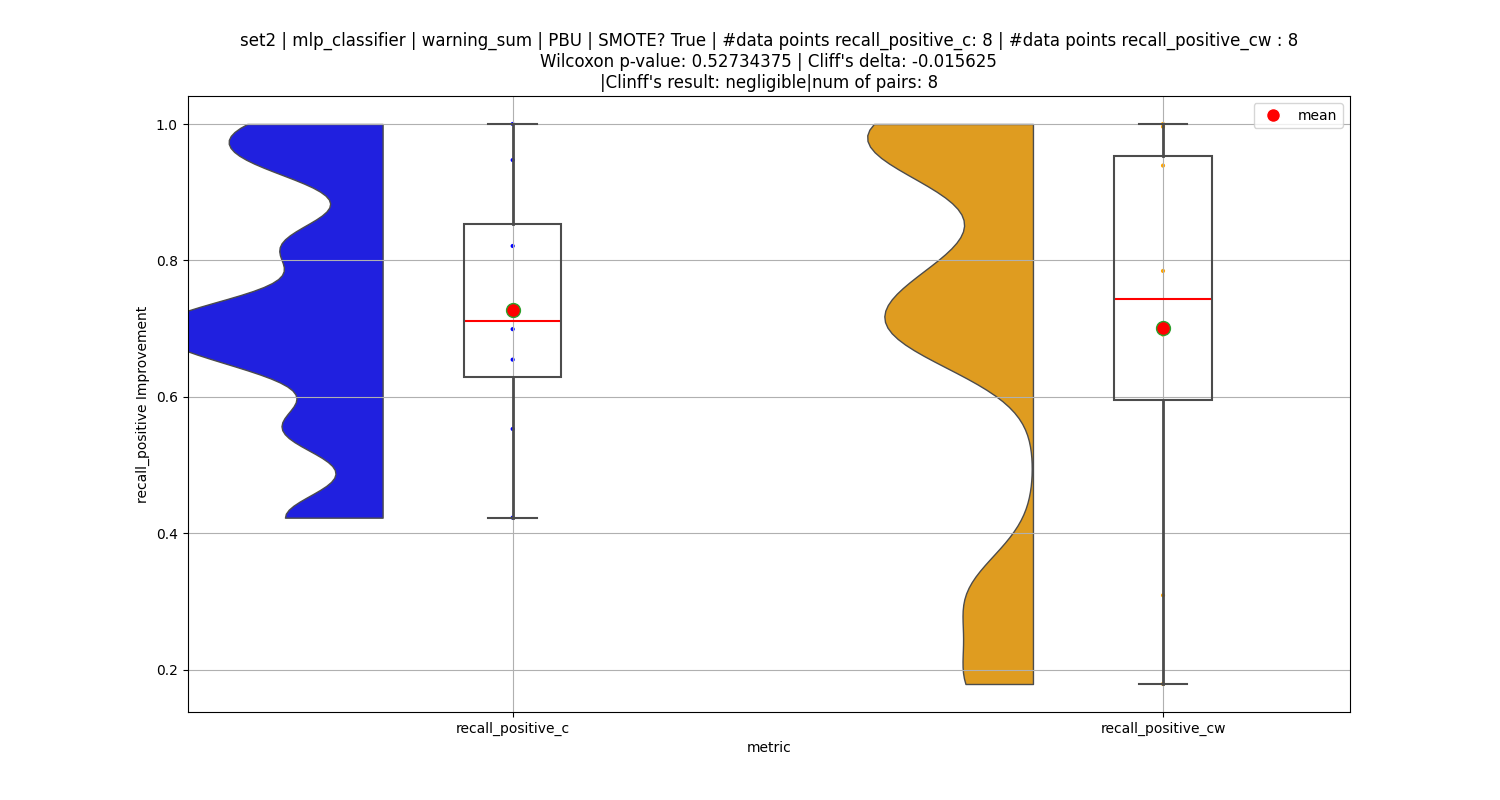 set2 | mlp_classifier | warning_sum | PBU | SMOTE? True | #data points recall_positive_c: 8 | #data points recall_positive_cw : 8
Wilcoxon p-value: 0.52734375 | Cliff's delta: -0.015625
|Clinff's result: negligible|num of pairs: 8
mean
1.0
0.8
0.6
0.4
0.2
recall_positive Improvement
recall_positive_c
recall_positive_cw
metric